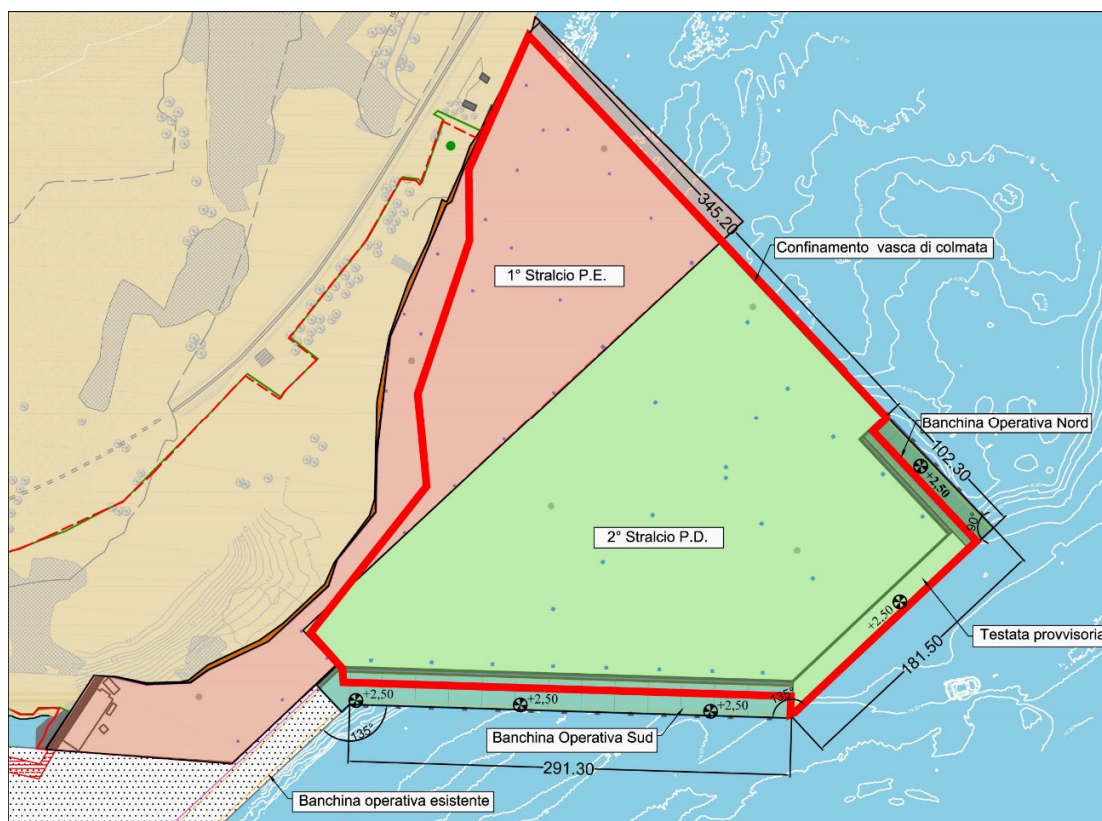 345.20
Confinamento vasca di colmata
1° Stralcio P.E.
Banchina Operativa Nord
102.30
+2,50
90°
2° Stralcio P.D.
+2,50
Testata provvisoria
181.50
135°
+2,50
+2,50
+2,50
135°
Banchina Operativa Sud
291.30
Banchina operativa esistente